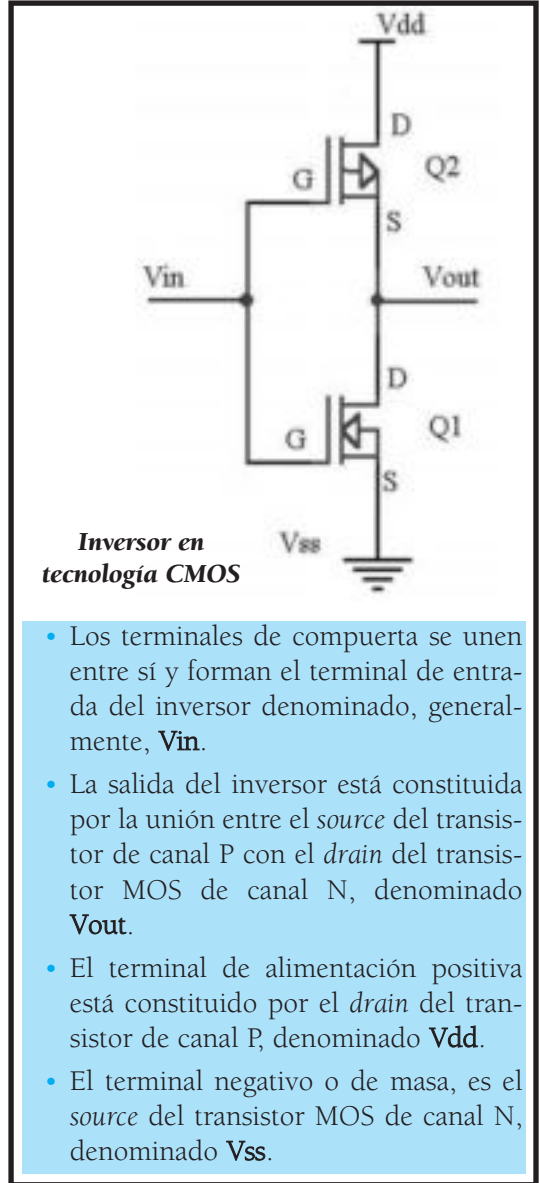 Vdd
D
G
Q2
S
Vin
Vout
D
G
Q1
S
Inversor en
tecnología CMOS
Vss
• Los terminales de compuerta se unen
entre sí y forman el terminal de entra-
da del inversor denominado, general-
mente, Vin.
• La salida del inversor está constituida
por la unión entre el source del transis-
tor de canal P con el drain del transis-
tor MOS de canal N, denominado
Vout.
• El terminal de alimentación positiva
está constituido por el drain del tran-
sistor de canal P, denominado Vdd.
• El terminal negativo o de masa, es el
source del transistor MOS de canal N,
denominado Vss.